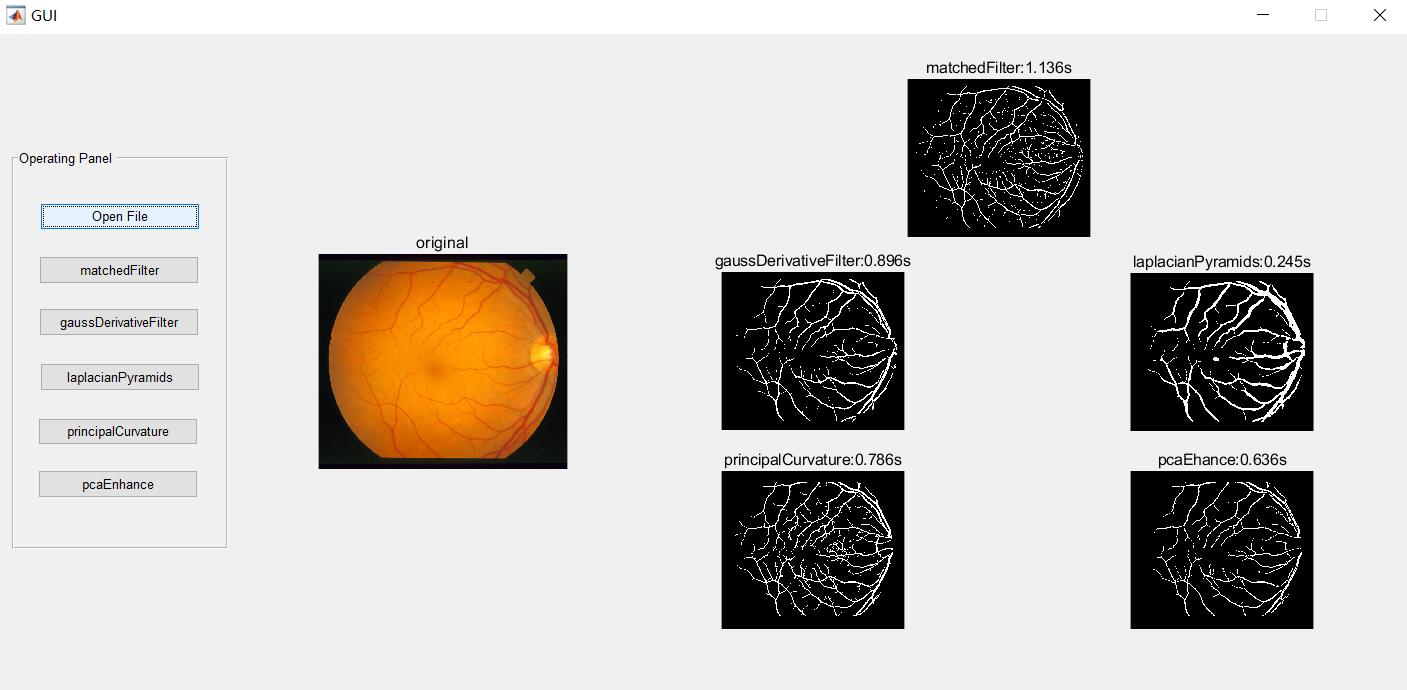 GUI
Operating Panel
Open File
matchedFilter
gaussDerivativeFilter
laplacianPyramids
principalCurvature
pcaEnhance
original
matchedFilter:1.136s
gaussDerivativeFilter:0.896s
laplacianPyramids:0.245s
principalCurvature:0.786s
pcaEhance:0.636s